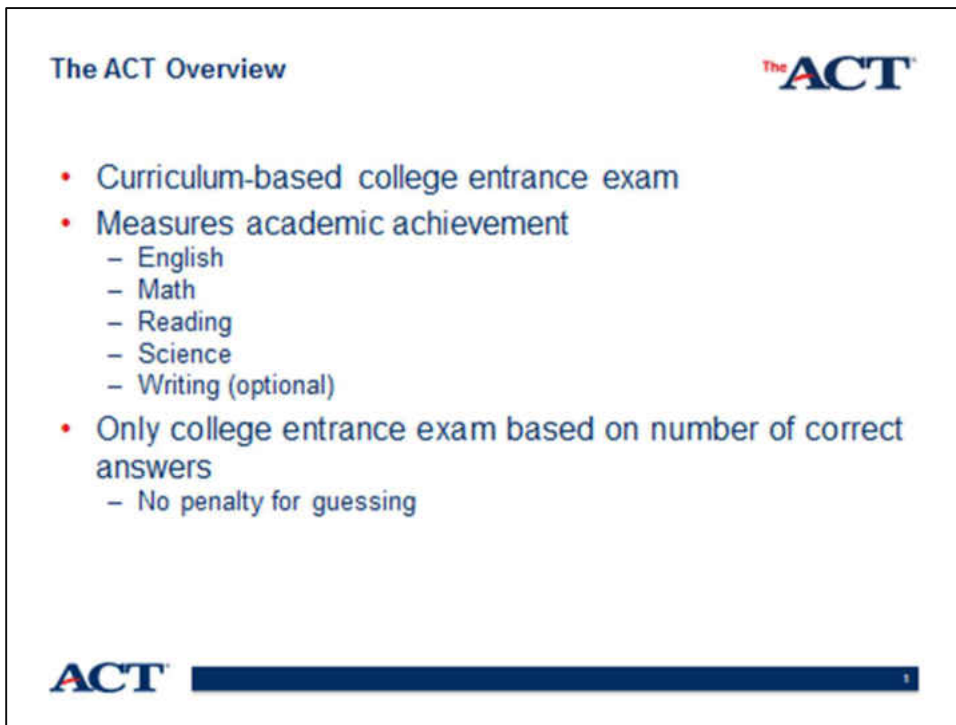 The ACT Overview
The ACT®
• Curriculum-based college entrance exam
• Measures academic achievement
– English
– Math
– Reading
– Science
– Writing (optional)
• Only college entrance exam based on number of correct
answers
– No penalty for guessing
ACT®
1